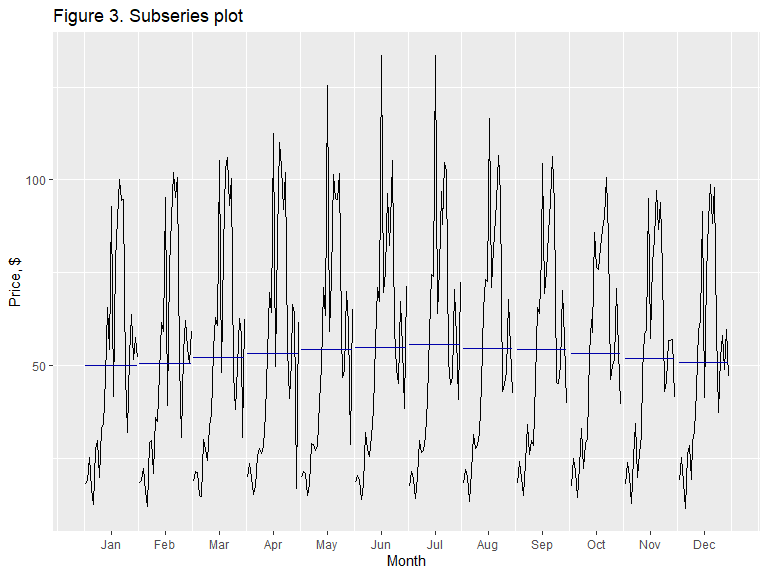 Figure 3. Subseries plot
Price, $
100
50
Jan Feb Mar Apr May Jun Jul Aug Sep Oct Nov Dec
Month